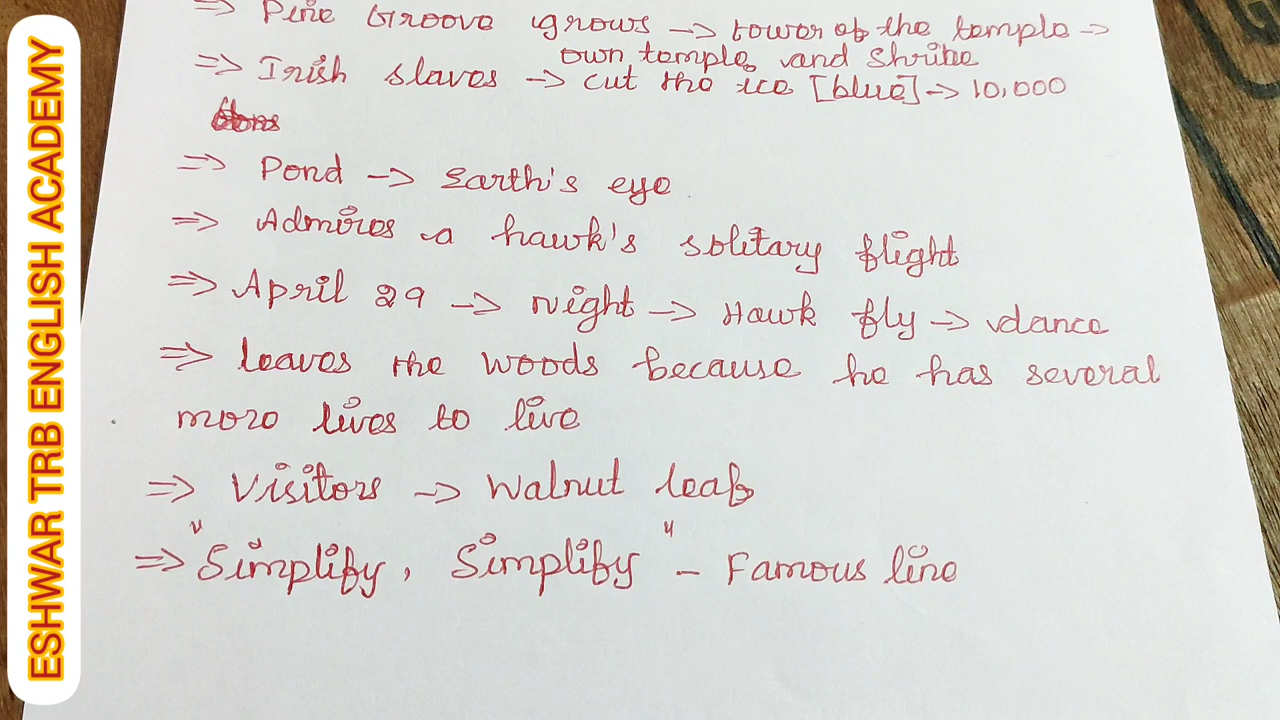 ESHWAR TRB ENGLISH ACADEMY
⇒ Pine Groove grows → tower of the temple →
own temple and Shrine
⇒ Irish slaves → cut the ice [blue] → 10,000
⇒ Pond → Earth's eye
⇒ Admires a hawk's solitary flight
⇒ April 29 → Night → Hawk fly → dance
⇒ leaves the woods because he has several
more lives to live
⇒ Visitors → Walnut leaf
⇒ "Simplify, Simplify" - Famous line